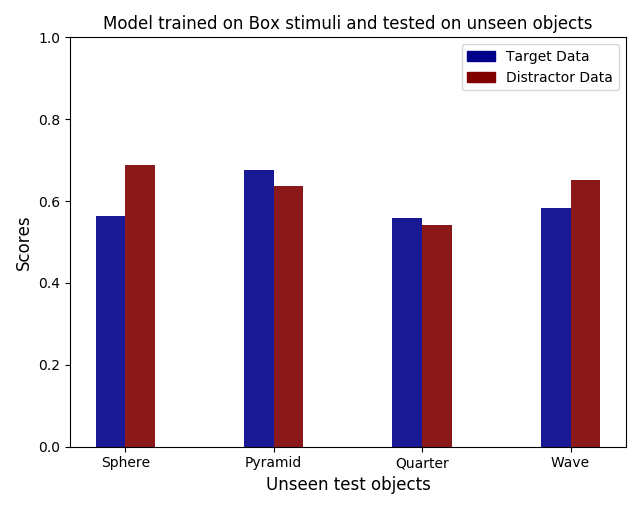 Model trained on Box stimuli and tested on unseen objects
1.0
Target Data
Distractor Data
0.8
0.6
0.4
0.2
0.0
Scores
Sphere Pyramid Quarter Wave
Unseen test objects